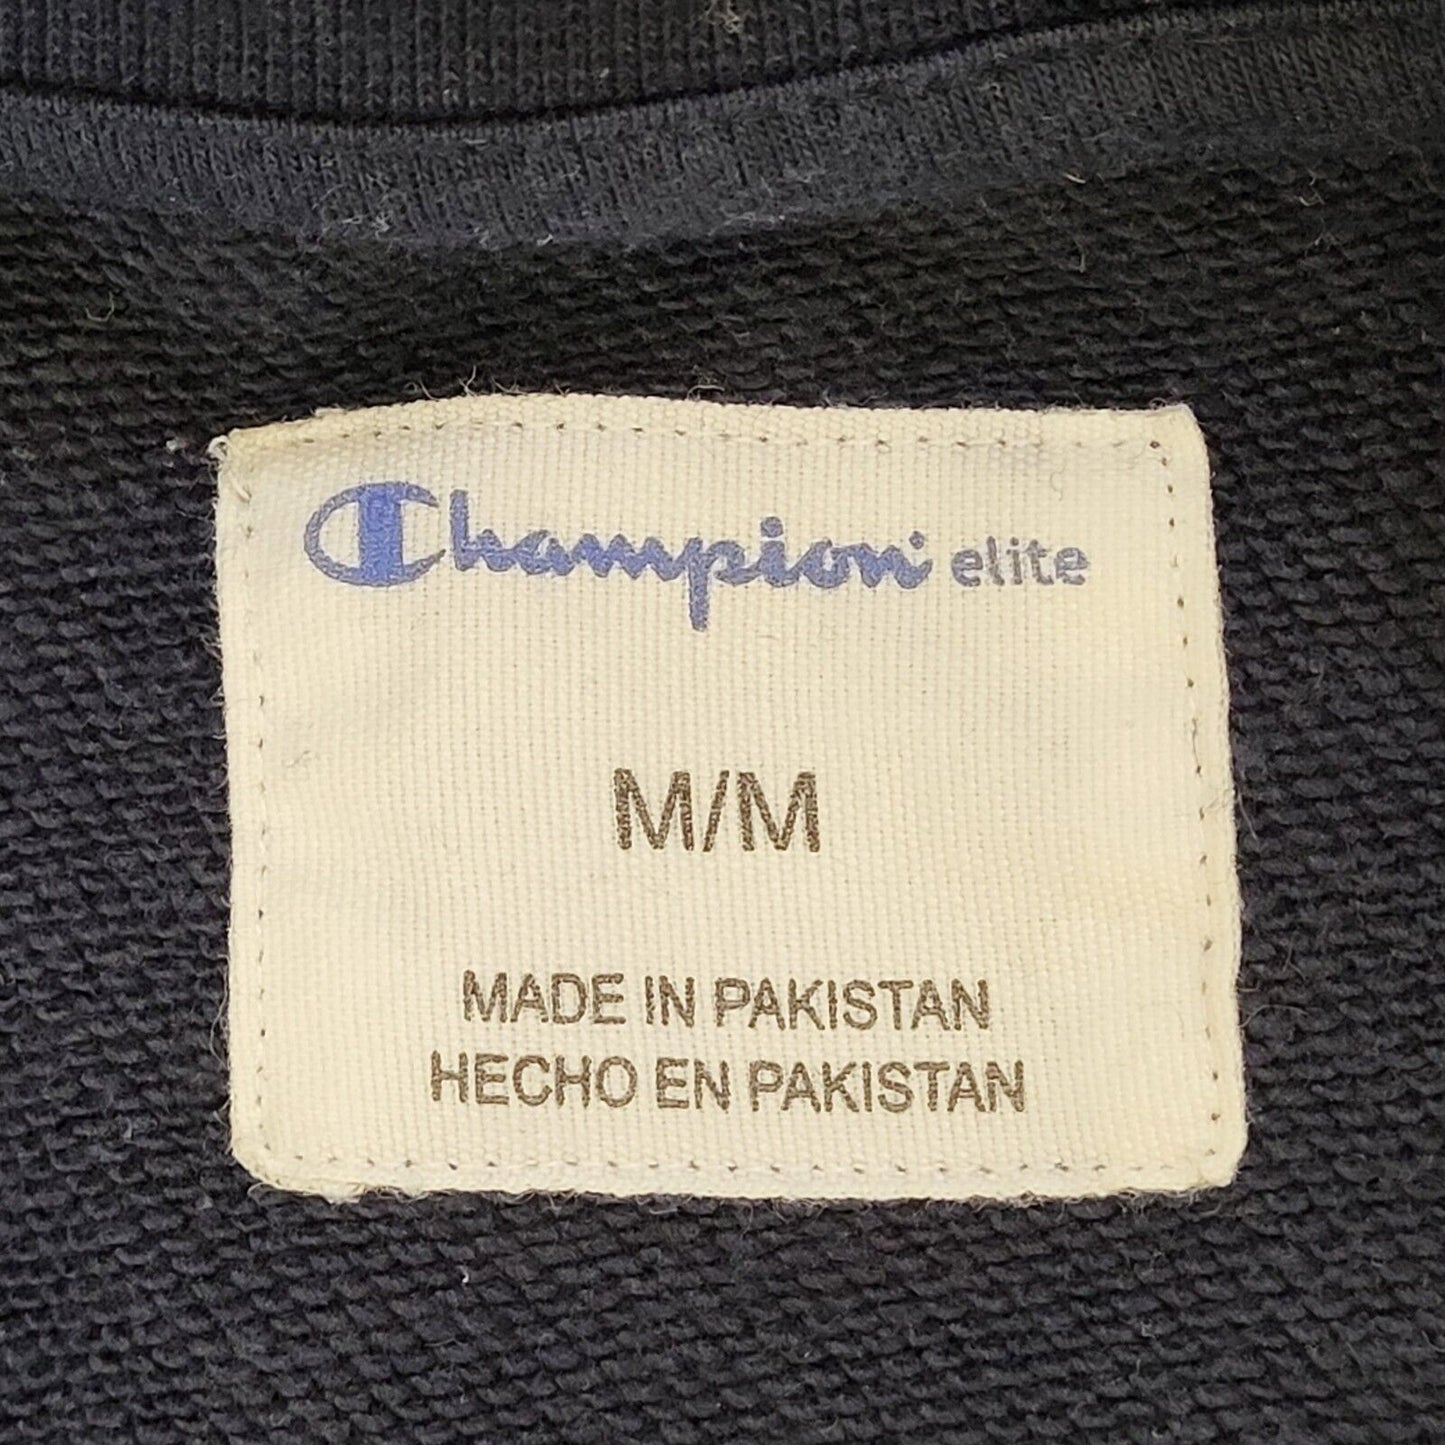 Champion elite
M/M
MADE IN PAKISTAN
HECHO EN PAKISTAN